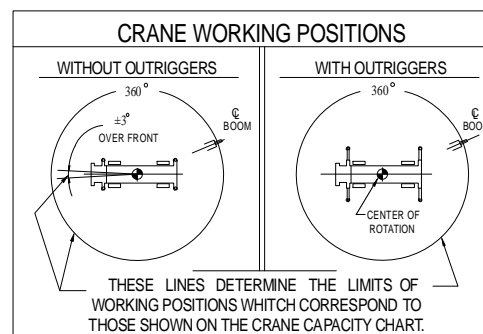 CRANE WORKING POSITIONS
WITHOUT OUTRIGGERS
360°
±3°
OVER FRONT
℄
BOOM
WITH OUTRIGGERS
360°
℄
BOOM
CENTER OF
ROTATION
THESE LINES DETERMINE THE LIMITS OF
WORKING POSITIONS WHITCH CORRESPOND TO
THOSE SHOWN ON THE CRANE CAPACITY CHART.